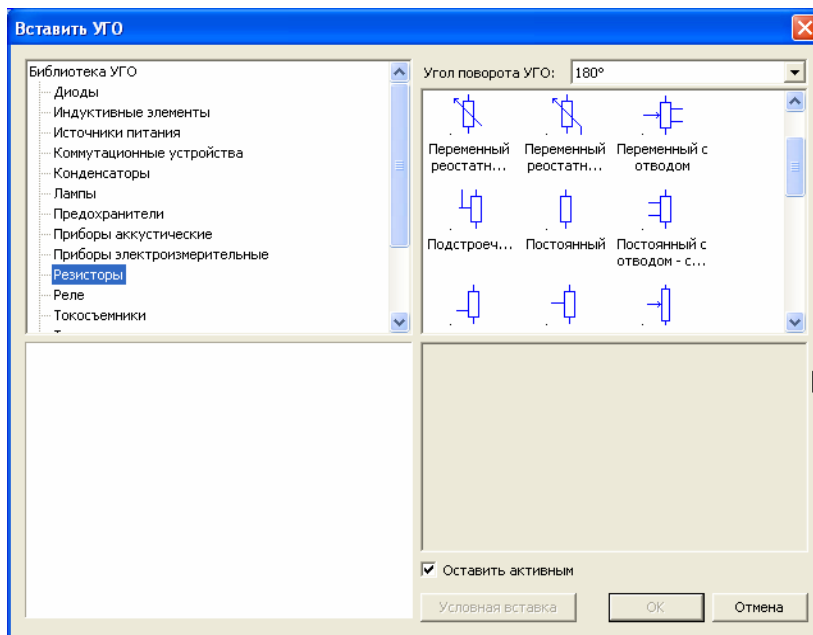 Вставить УГО
Библиотека УГО
Диоды
Индуктивные элементы
Источники питания
Коммутационные устройства
Конденсаторы
Лампы
Предохранители
Приборы аккустические
Приборы электроизмерительные
Резисторы
Реле
Токосъемники
Угол поворота УГО: 180°
Переменный Переменный Переменный с
реостатн... реостатн... отводом
Подстроеч... Постоянный Постоянный с
отводом - с...
Оставить активным
Условная вставка OK Отмена